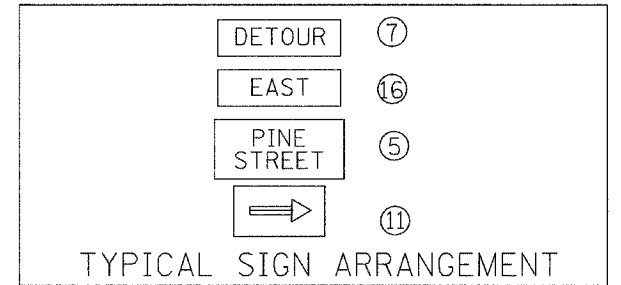 DETOUR 7
EAST 16
PINE
STREET 5
11
TYPICAL SIGN ARRANGEMENT